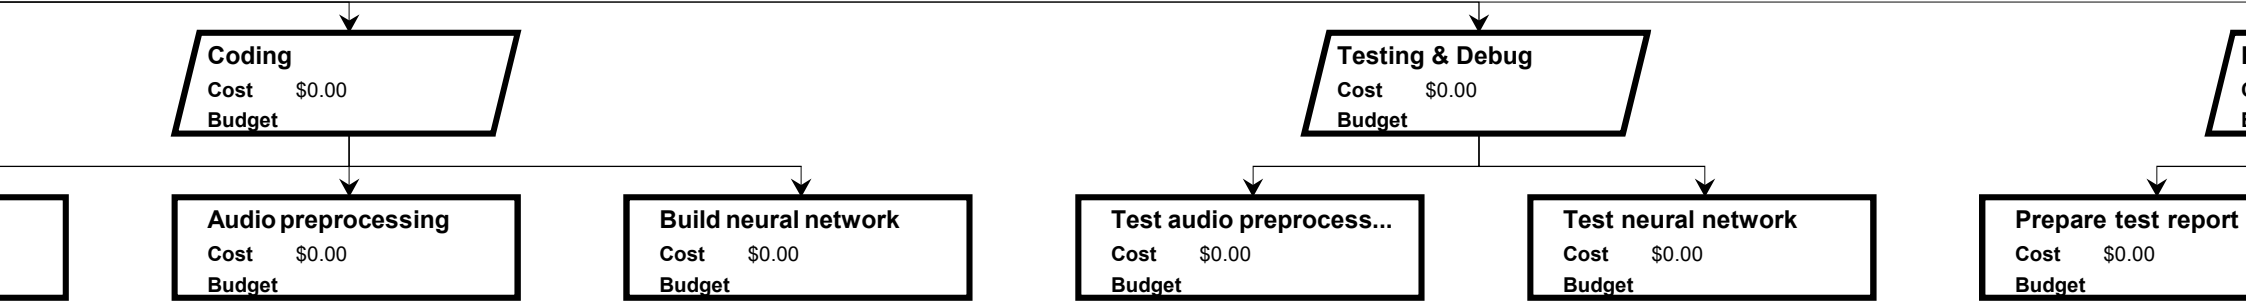 Coding
Cost $0.00
Budget
Testing & Debug
Cost $0.00
Budget
Audio preprocessing
Cost $0.00
Budget
Build neural network
Cost $0.00
Budget
Test audio preprocess...
Cost $0.00
Budget
Test neural network
Cost $0.00
Budget
Prepare test report
Cost $0.00
Budget